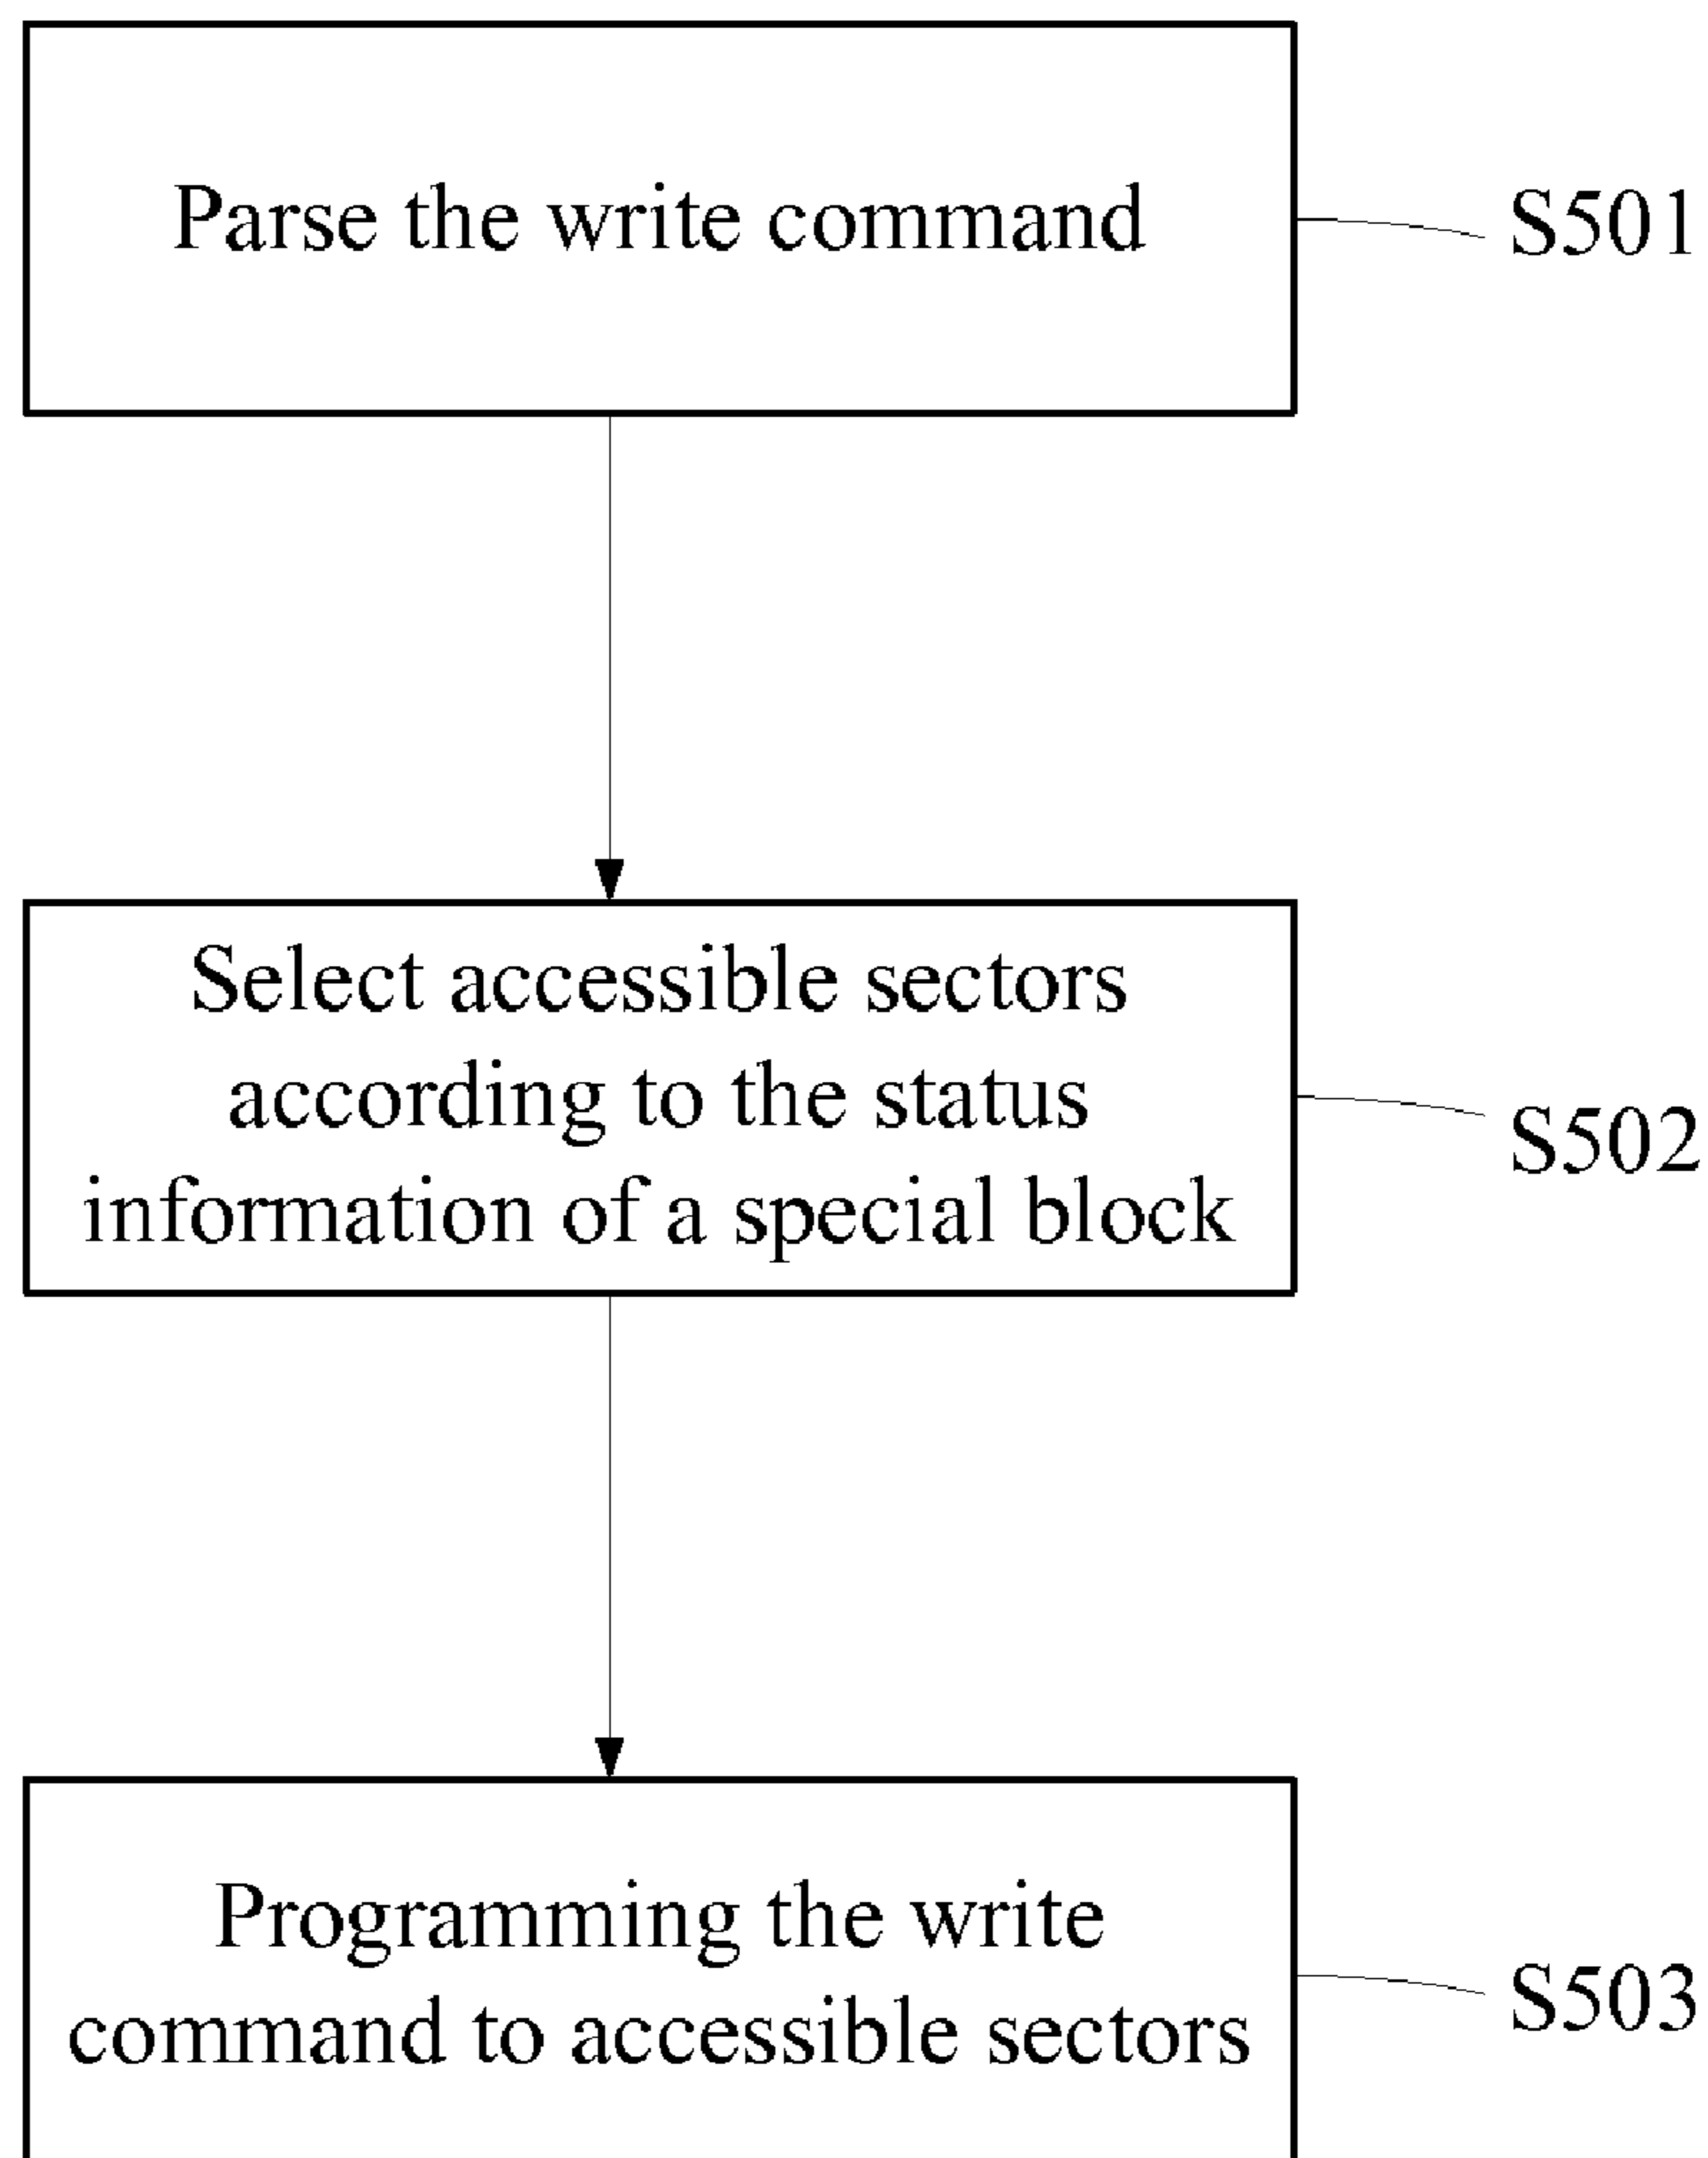 Parse the write command
S501
Select accessible sectors
according to the status
information of a special block
S502
Programming the write
command to accessible sectors
S503